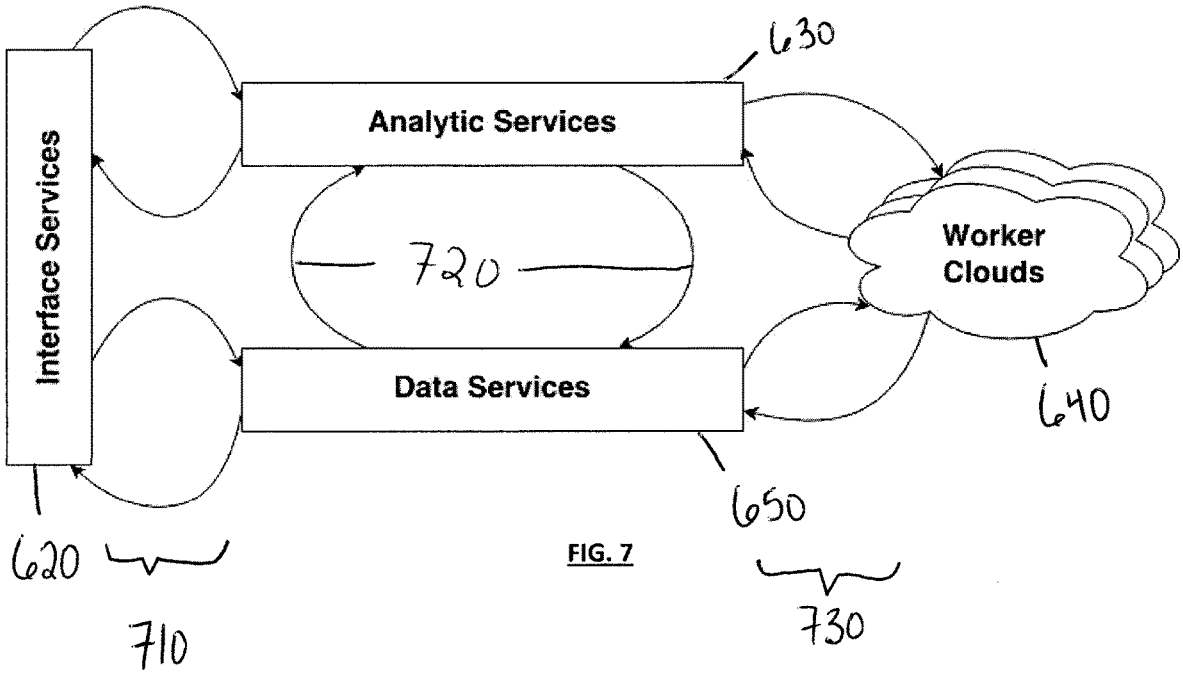 630
Analytic Services
Interface Services
Worker
Clouds
720
Data Services
640
650
620
FIG. 7
730
710